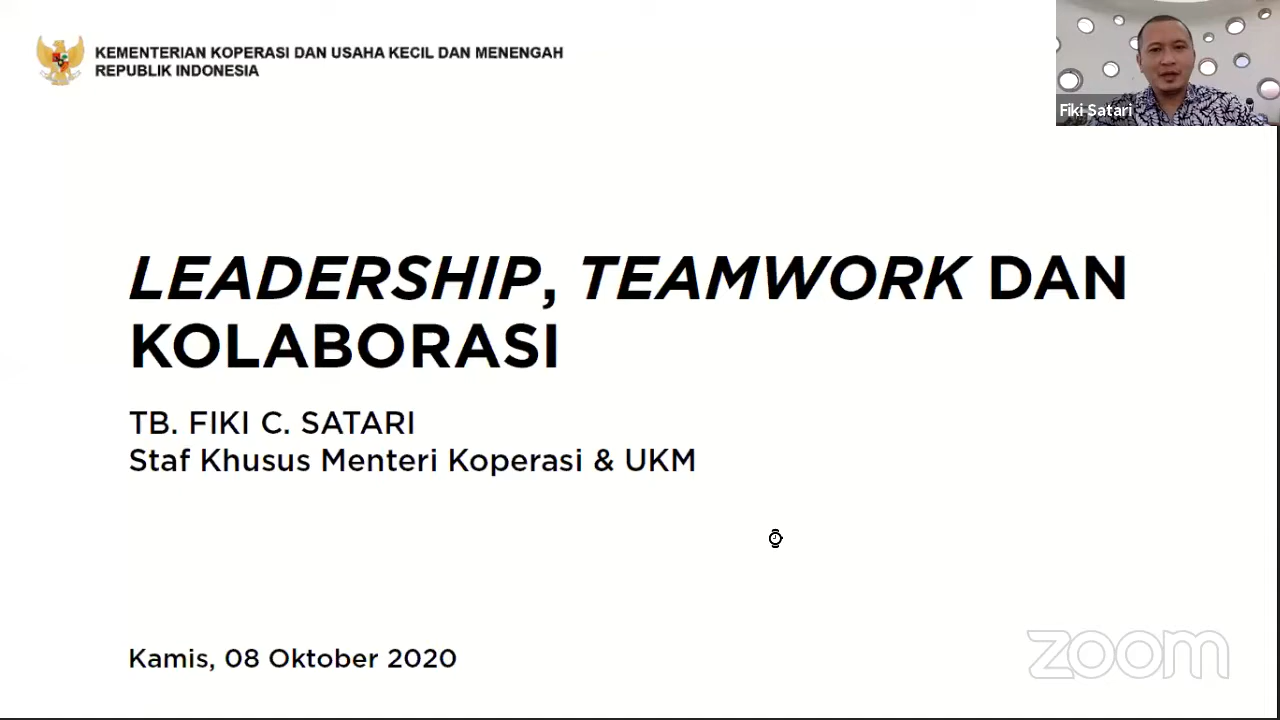 KEMENTERIAN KOPERASI DAN USAHA KECIL DAN MENENGAH
REPUBLIK INDONESIA
Fiki Satari
LEADERSHIP, TEAMWORK DAN
KOLABORASI
TB. FIKI C. SATARI
Staf Khusus Menteri Koperasi & UKM
Kamis, 08 Oktober 2020
zoom